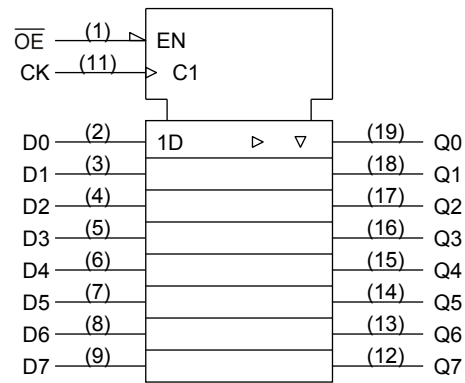 O̅E̅ (1) EN
CK (11) C1
D0 (2) 1D (19) Q0
D1 (3) (18) Q1
D2 (4) (17) Q2
D3 (5) (16) Q3
D4 (6) (15) Q4
D5 (7) (14) Q5
D6 (8) (13) Q6
D7 (9) (12) Q7